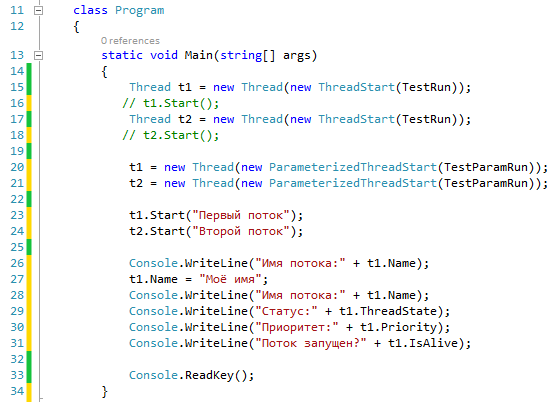 11 class Program
12 {
0 references
13 static void Main(string[] args)
14 {
15 Thread t1 = new Thread(new ThreadStart(TestRun));
16 // t1.Start();
17 Thread t2 = new Thread(new ThreadStart(TestRun));
18 // t2.Start();
19
20 t1 = new Thread(new ParameterizedThreadStart(TestParamRun));
21 t2 = new Thread(new ParameterizedThreadStart(TestParamRun));
22
23 t1.Start("Первый поток");
24 t2.Start("Второй поток");
25
26 Console.WriteLine("Имя потока:" + t1.Name);
27 t1.Name = "Моё имя";
28 Console.WriteLine("Имя потока:" + t1.Name);
29 Console.WriteLine("Статус:" + t1.ThreadState);
30 Console.WriteLine("Приоритет:" + t1.Priority);
31 Console.WriteLine("Поток запущен?" + t1.IsAlive);
32
33 Console.ReadKey();
34 }